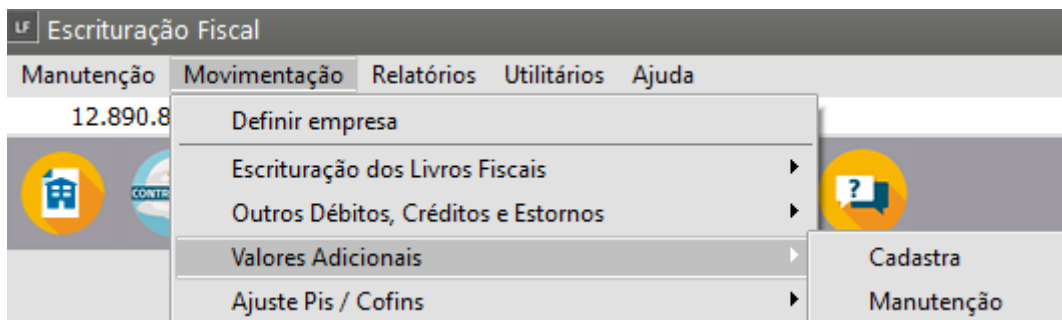 LF Escrituração Fiscal
Manutenção Movimentação Relatórios Utilitários Ajuda
12.890.8
Definir empresa
Escrituração dos Livros Fiscais
Outros Débitos, Créditos e Estornos
?
Valores Adicionais
Cadastra
Ajuste Pis / Cofins
Manutenção